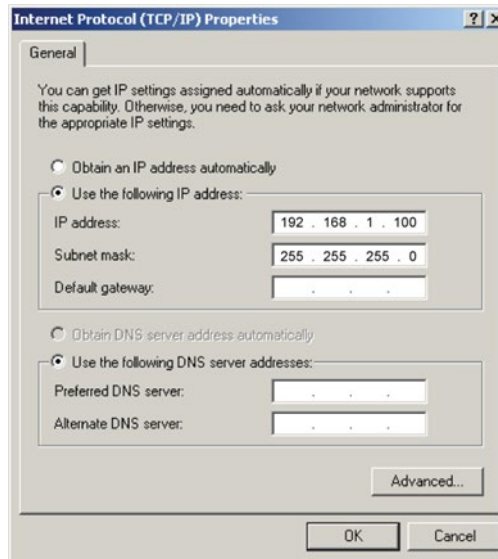 Internet Protocol (TCP/IP) Properties
? X
General
You can get IP settings assigned automatically if your network supports
this capability. Otherwise, you need to ask your network administrator for
the appropriate IP settings.
Obtain an IP address automatically
Use the following IP address:
IP address: 192 . 168 . 1 . 100
Subnet mask: 255 . 255 . 255 . 0
Default gateway: . . .
Obtain DNS server address automatically
Use the following DNS server addresses:
Preferred DNS server: . . .
Alternate DNS server: . . .
Advanced...
OK Cancel